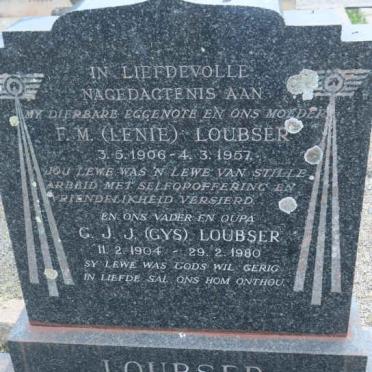 IN LIEFDEVOLLE
NAGEDAGTENIS AAN
MY DIERBARE EGGENOTE EN ONS MOEDER
F. M. (LENIE) LOUBSER
3. 5. 1906 - 4. 3. 1957.
JOU LEWE WAS 'N LEWE VAN STILLE
ARBEID MET SELFOPOFFERING EN
VRIENDELIKHEID VERSIERD.
EN ONS VADER EN OUPA
G. J. J. (GYS) LOUBSER
11. 2. 1904 - 29. 2. 1980
SY LEWE WAS GODS WIL GERIG
IN LIEFDE SAL ONS HOM ONTHOU.
LOUBSER